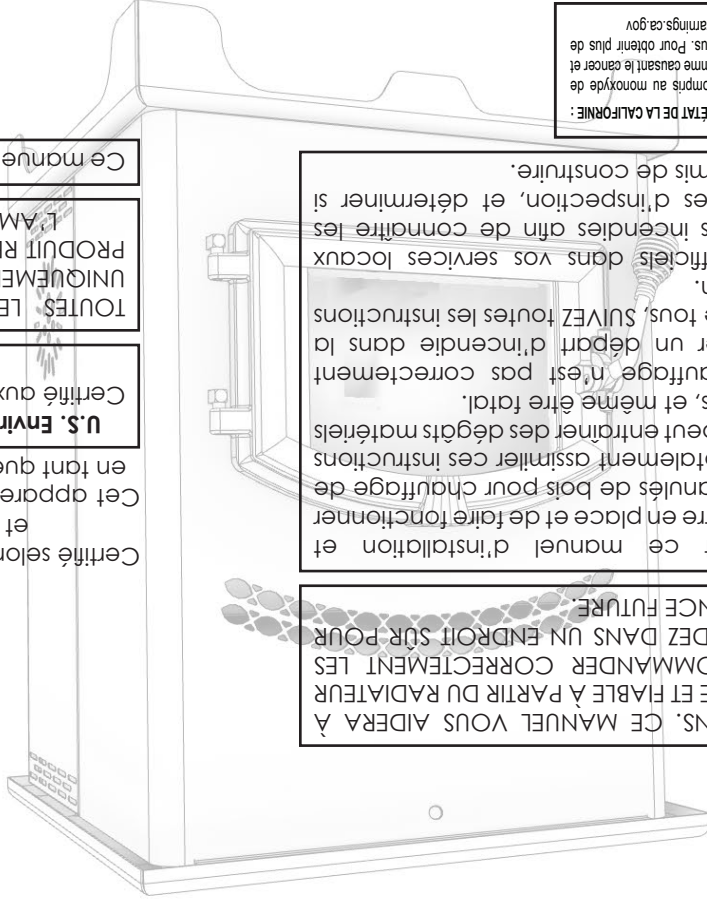 NS. CE MANUEL VOUS AIDERA À
E ET FIABLE À PARTIR DU RADIATEUR
OMMANDER CORRECTEMENT LES
DEZ DANS UN ENDROIT SÛR POUR
NCE FUTURE.
r ce manuel d'installation et
re en place et de faire fonctionner
anulés de bois pour chauffage de
otalement assimiler ces instructions
peut entraîner des dégâts matériels
s, et même être fatal.
auffage n'est pas correctement
er un départ d'incendie dans la
e tous, SUIVEZ toutes les instructions
n.
fficiels dans vos services locaux
s incendies afin de connaître les
es d'inspection, et déterminer si
mis de construire.
ÉTAT DE LA CALIFORNIE :
ompris au monoxyde de
mme causant le cancer et
us. Pour obtenir plus de
arnings.ca.gov
Certifié selon
et
Cet appare
en tant que
U.S. Envir
Certifié aux
TOUTES LE
UNIQUEMEN
PRODUIT RE
L'AM
Ce manue